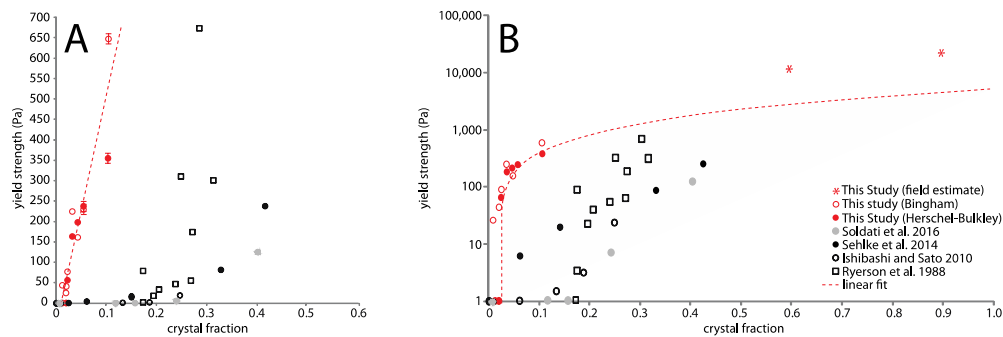 A
700
650
600
550
500
450
400
350
300
250
200
150
100
50
0
yield strength (Pa)
0
0.1
0.2
0.3
0.4
0.5
0.6
crystal fraction
B
100,000
10,000
1,000
100
10
1
yield strength (Pa)
0
0.1
0.2
0.3
0.4
0.5
0.6
0.7
0.8
0.9
1.0
crystal fraction
This Study (field estimate)
This study (Bingham)
This Study (Herschel-Bulkley)
Soldati et al. 2016
Sehlke et al. 2014
Ishibashi and Sato 2010
Ryerson et al. 1988
linear fit